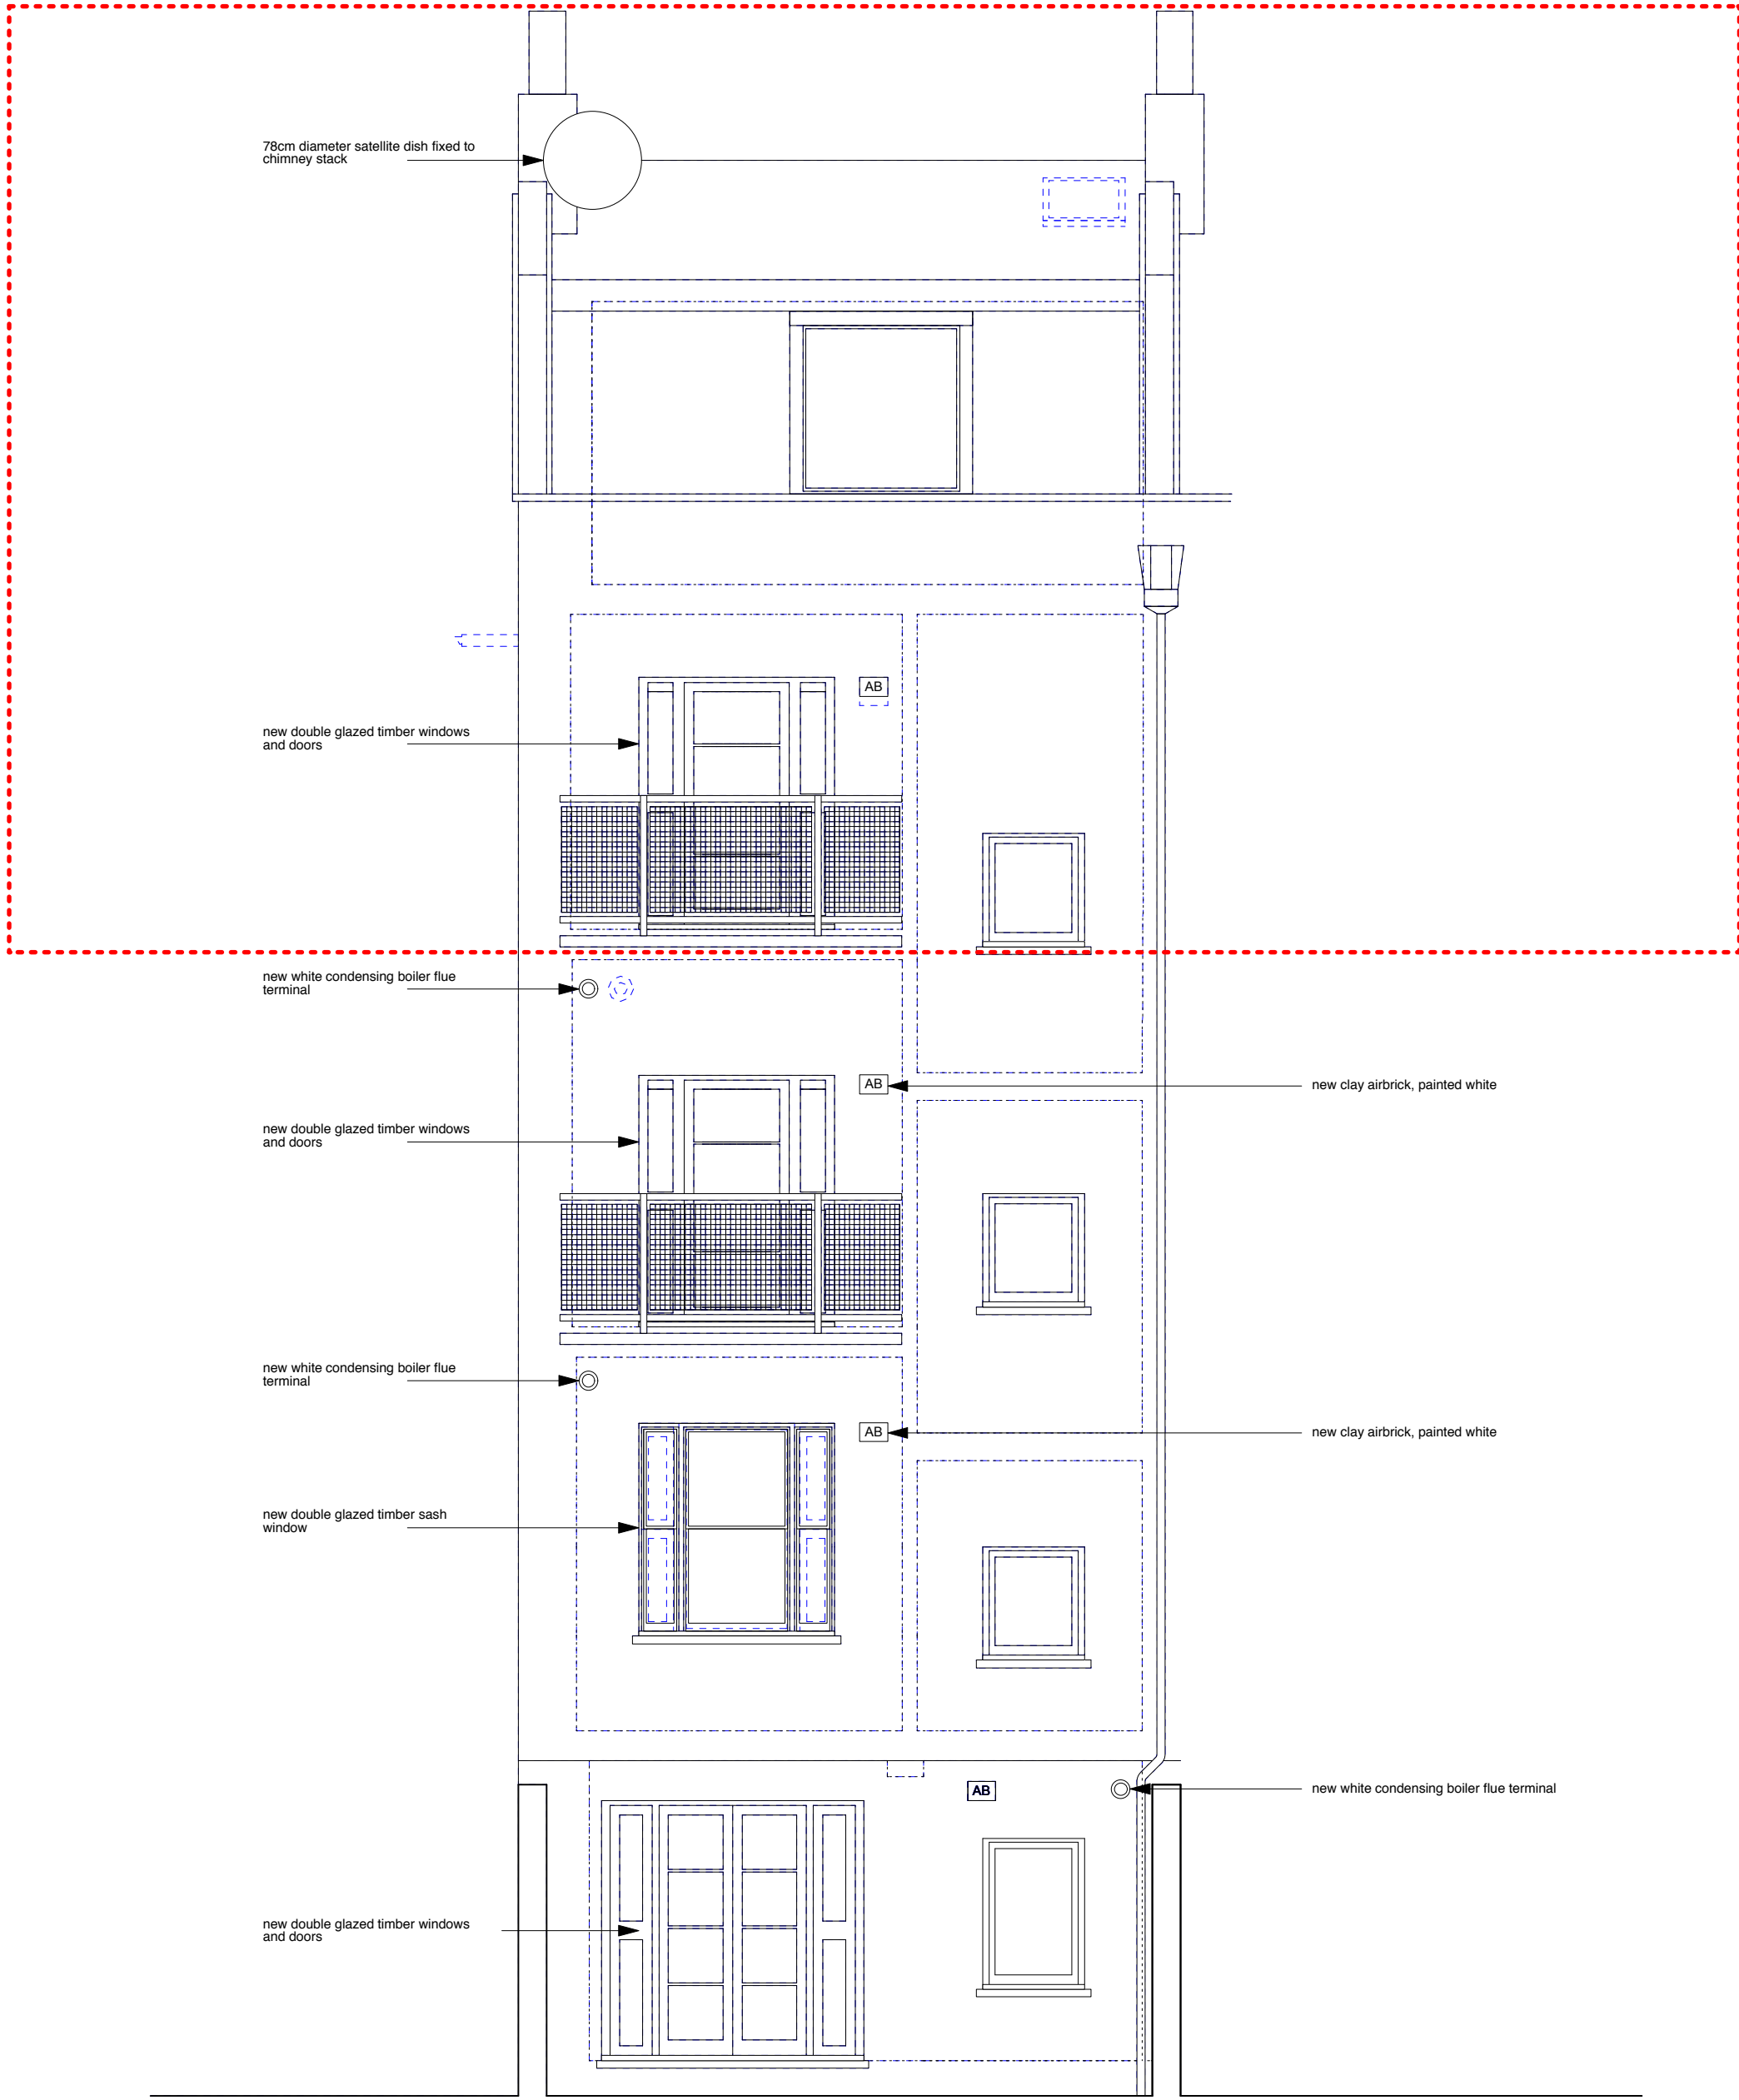 78cm diameter satellite dish fixed to
chimney stack
AB
new double glazed timber windows
and doors
new white condensing boiler flue
terminal
AB
new clay airbrick, painted white
new double glazed timber windows
and doors
new white condensing boiler flue
terminal
AB
new clay airbrick, painted white
new double glazed timber sash
window
AB
new white condensing boiler flue terminal
new double glazed timber windows
and doors